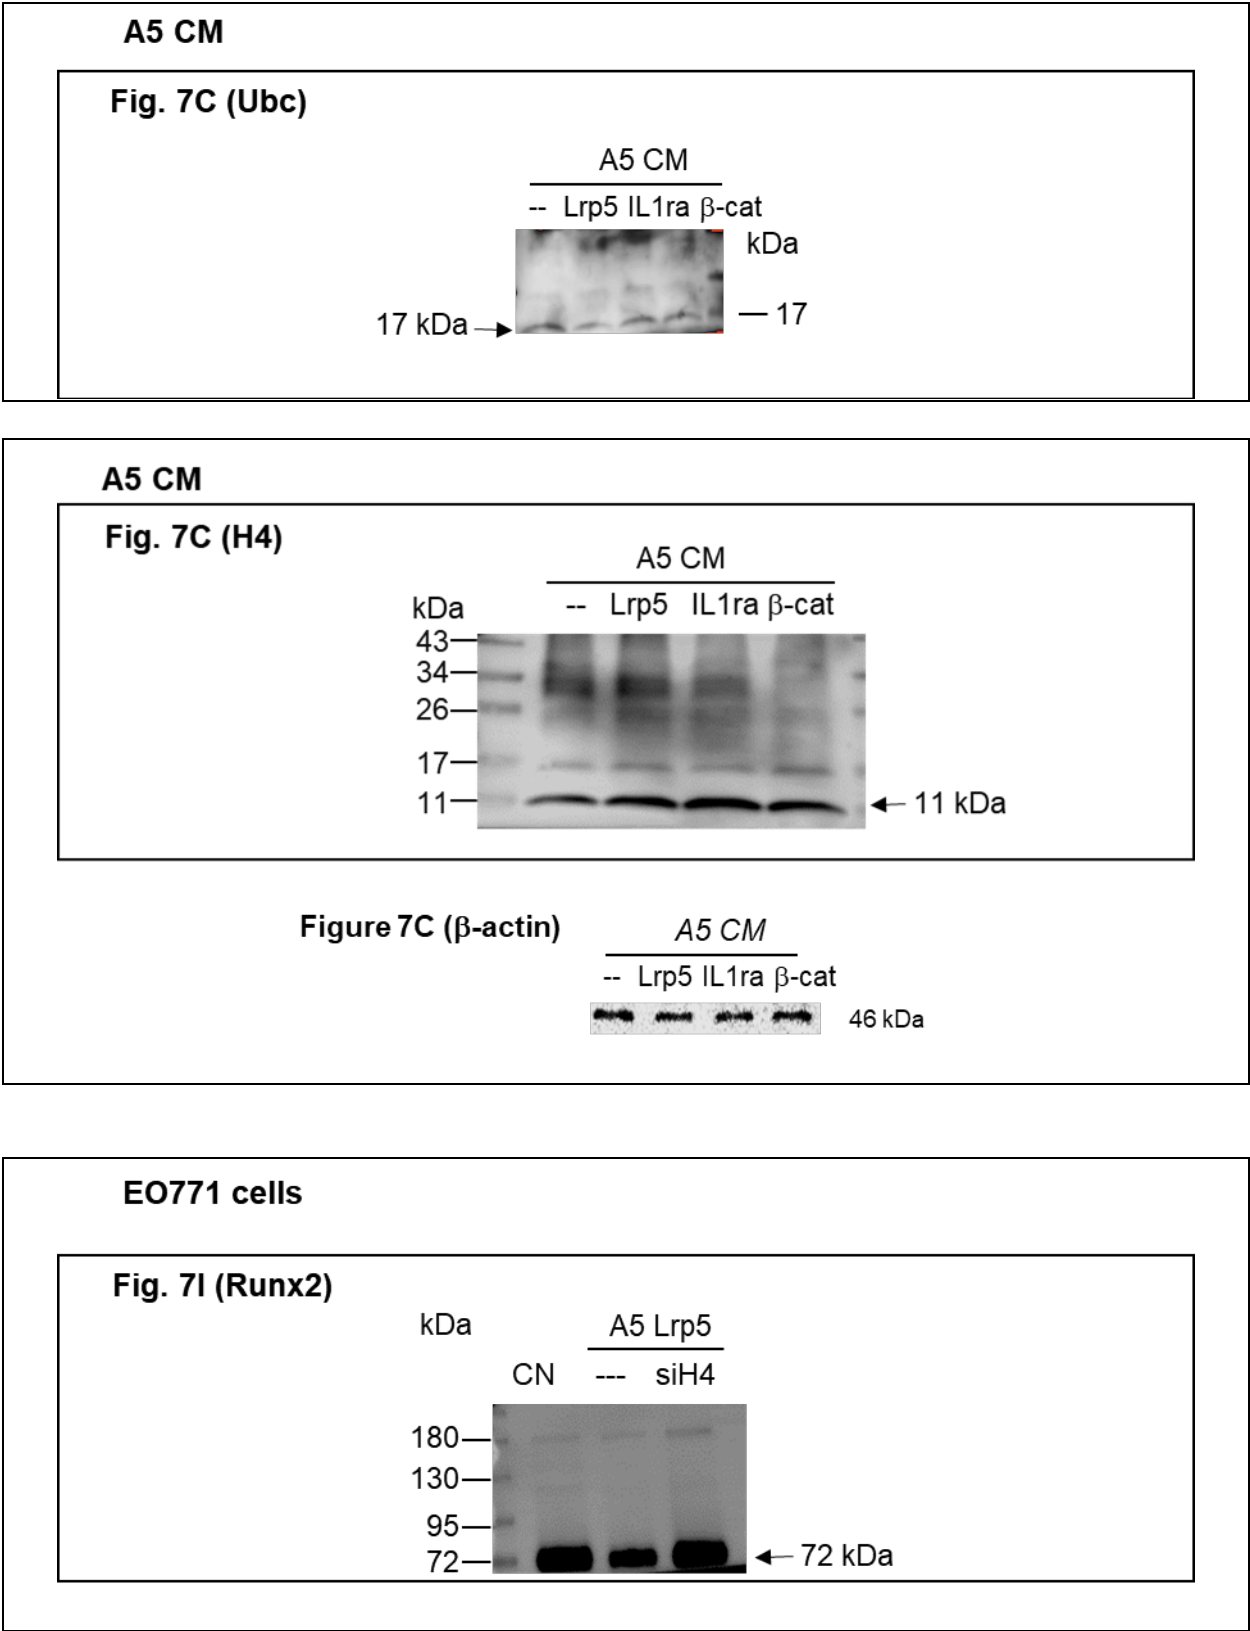 A5 CM
Fig. 7C (Ubc)
A5 CM
-- Lrp5 IL1ra β-cat
kDa
17 kDa
17
A5 CM
Fig. 7C (H4)
A5 CM
kDa
-- Lrp5 IL1ra β-cat
43
34
26
17
11
11 kDa
Figure 7C (β-actin)
A5 CM
-- Lrp5 IL1ra β-cat
46 kDa
EO771 cells
Fig. 7I (Runx2)
kDa
A5 Lrp5
CN --- siH4
180
130
95
72
72 kDa